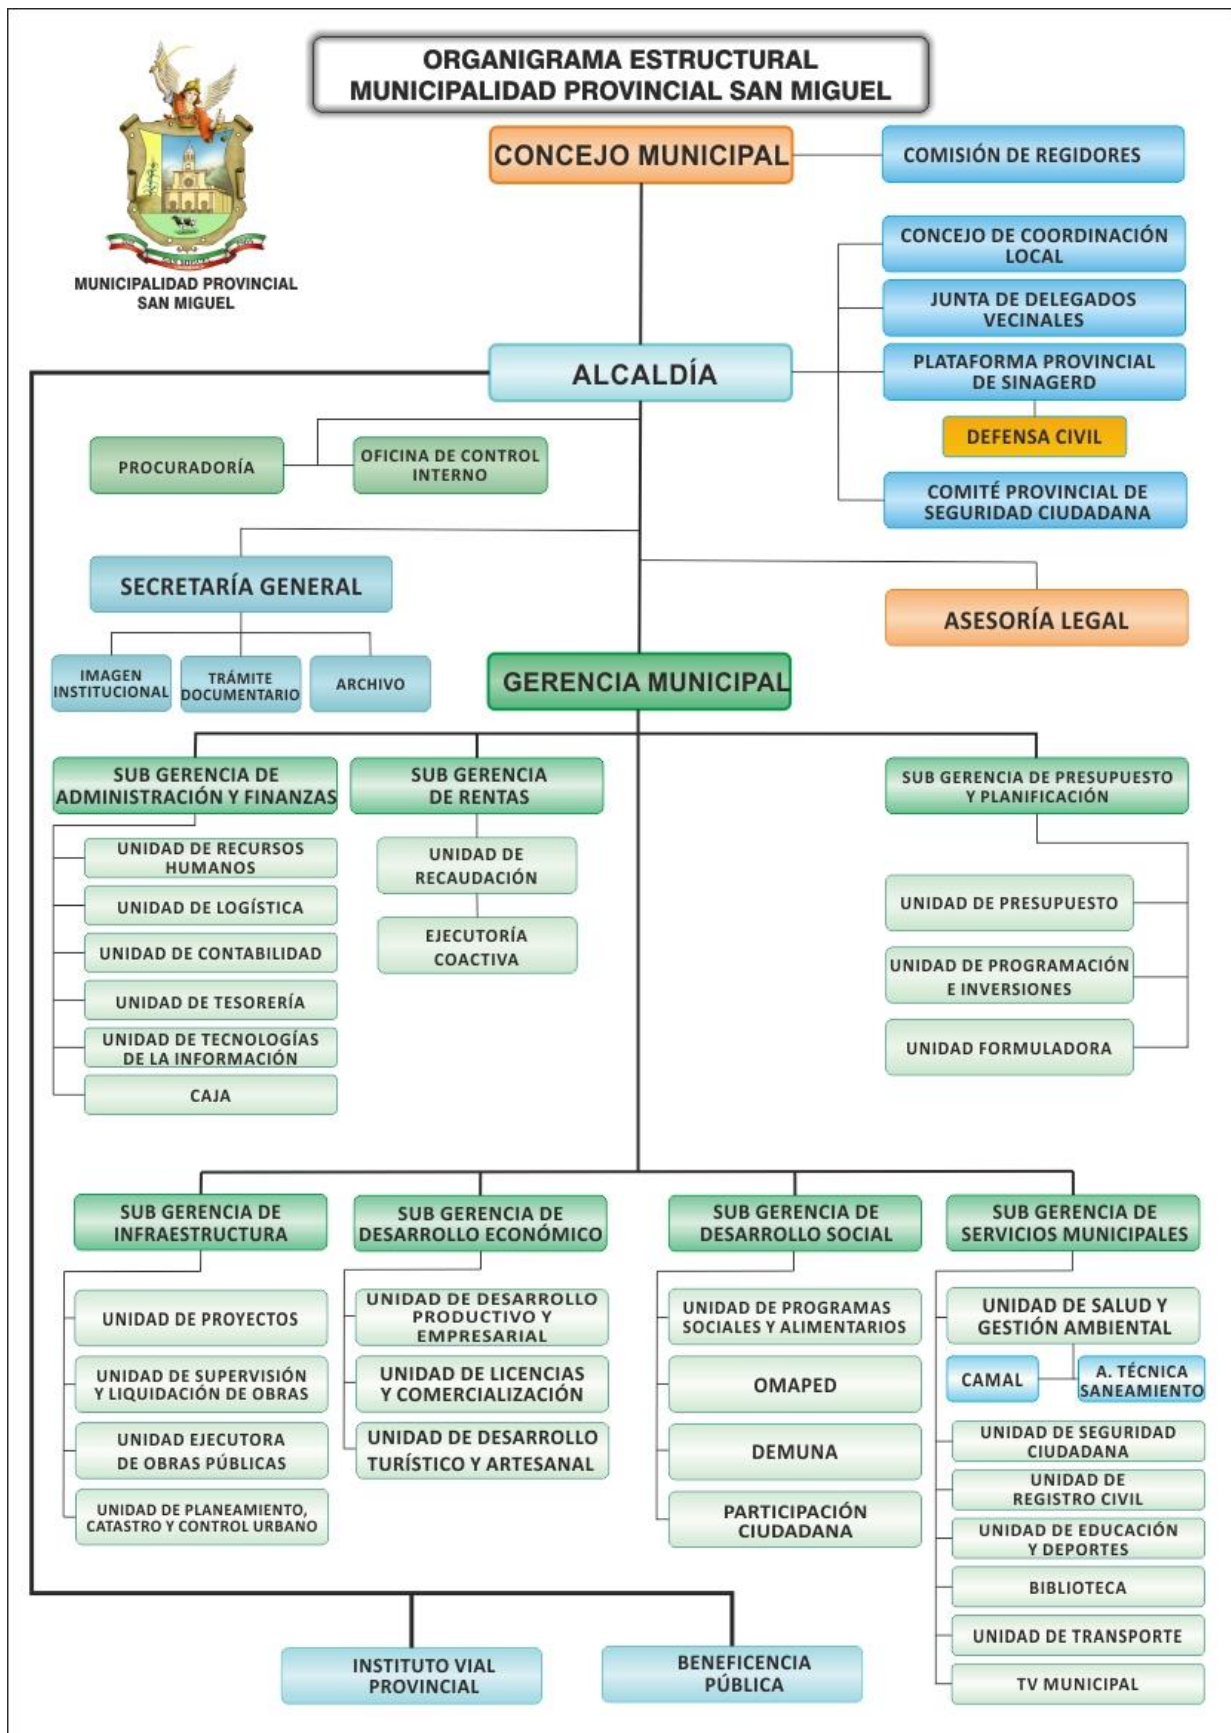 ORGANIGRAMA ESTRUCTURAL
MUNICIPALIDAD PROVINCIAL SAN MIGUEL
SAN MIGUEL
MUNICIPALIDAD PROVINCIAL
SAN MIGUEL
CONCEJO MUNICIPAL
COMISIÓN DE REGIDORES
CONCEJO DE COORDINACIÓN
LOCAL
JUNTA DE DELEGADOS
VECINALES
ALCALDÍA
PLATAFORMA PROVINCIAL
DE SINAGERD
DEFENSA CIVIL
PROCURADORÍA
OFICINA DE CONTROL
INTERNO
COMITÉ PROVINCIAL DE
SEGURIDAD CIUDADANA
SECRETARÍA GENERAL
ASESORÍA LEGAL
IMAGEN
INSTITUCIONAL
TRÁMITE
DOCUMENTARIO
ARCHIVO
GERENCIA MUNICIPAL
SUB GERENCIA DE
ADMINISTRACIÓN Y FINANZAS
UNIDAD DE RECURSOS
HUMANOS
UNIDAD DE LOGÍSTICA
UNIDAD DE CONTABILIDAD
UNIDAD DE TESORERÍA
UNIDAD DE TECNOLOGÍAS
DE LA INFORMACIÓN
CAJA
SUB GERENCIA
DE RENTAS
UNIDAD DE
RECAUDACIÓN
EJECUTORÍA
COACTIVA
SUB GERENCIA DE PRESUPUESTO
Y PLANIFICACIÓN
UNIDAD DE PRESUPUESTO
UNIDAD DE PROGRAMACIÓN
E INVERSIONES
UNIDAD FORMULADORA
SUB GERENCIA DE
INFRAESTRUCTURA
UNIDAD DE PROYECTOS
UNIDAD DE SUPERVISIÓN
Y LIQUIDACIÓN DE OBRAS
UNIDAD EJECUTORA
DE OBRAS PÚBLICAS
UNIDAD DE PLANEAMIENTO,
CATASTRO Y CONTROL URBANO
SUB GERENCIA DE
DESARROLLO ECONÓMICO
UNIDAD DE DESARROLLO
PRODUCTIVO Y
EMPRESARIAL
UNIDAD DE LICENCIAS
Y COMERCIALIZACIÓN
UNIDAD DE DESARROLLO
TURÍSTICO Y ARTESANAL
SUB GERENCIA DE
DESARROLLO SOCIAL
UNIDAD DE PROGRAMAS
SOCIALES Y ALIMENTARIOS
OMAPED
DEMUNA
PARTICIPACIÓN
CIUDADANA
SUB GERENCIA DE
SERVICIOS MUNICIPALES
UNIDAD DE SALUD Y
GESTIÓN AMBIENTAL
CAMAL
A. TÉCNICA
SANEAMIENTO
UNIDAD DE SEGURIDAD
CIUDADANA
UNIDAD DE
REGISTRO CIVIL
UNIDAD DE EDUCACIÓN
Y DEPORTES
BIBLIOTECA
UNIDAD DE TRANSPORTE
TV MUNICIPAL
INSTITUTO VIAL
PROVINCIAL
BENEFICENCIA
PÚBLICA